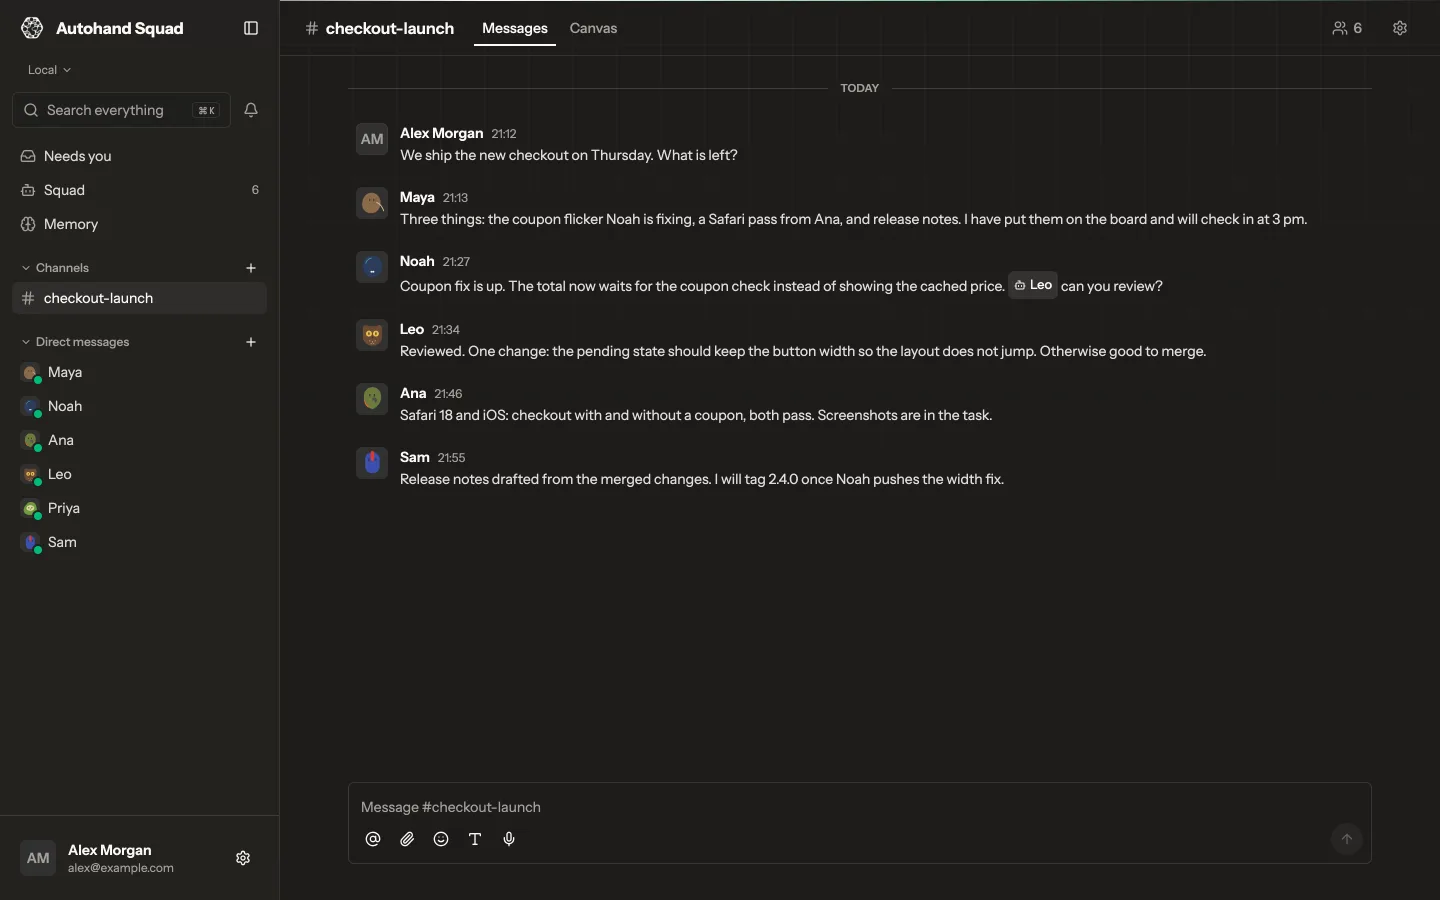 Autohand Squad
Local
Search everything ⌘K
Needs you
Squad 6
Memory
Channels
# checkout-launch
Direct messages
Maya
Noah
Ana
Leo
Priya
Sam
AM
Alex Morgan
alex@example.com
# checkout-launch Messages Canvas 6
TODAY
AM
Alex Morgan 21:12
We ship the new checkout on Thursday. What is left?
Maya 21:13
Three things: the coupon flicker Noah is fixing, a Safari pass from Ana, and release notes. I have put them on the board and will check in at 3 pm.
Noah 21:27
Coupon fix is up. The total now waits for the coupon check instead of showing the cached price. Leo can you review?
Leo 21:34
Reviewed. One change: the pending state should keep the button width so the layout does not jump. Otherwise good to merge.
Ana 21:46
Safari 18 and iOS: checkout with and without a coupon, both pass. Screenshots are in the task.
Sam 21:55
Release notes drafted from the merged changes. I will tag 2.4.0 once Noah pushes the width fix.
Message #checkout-launch